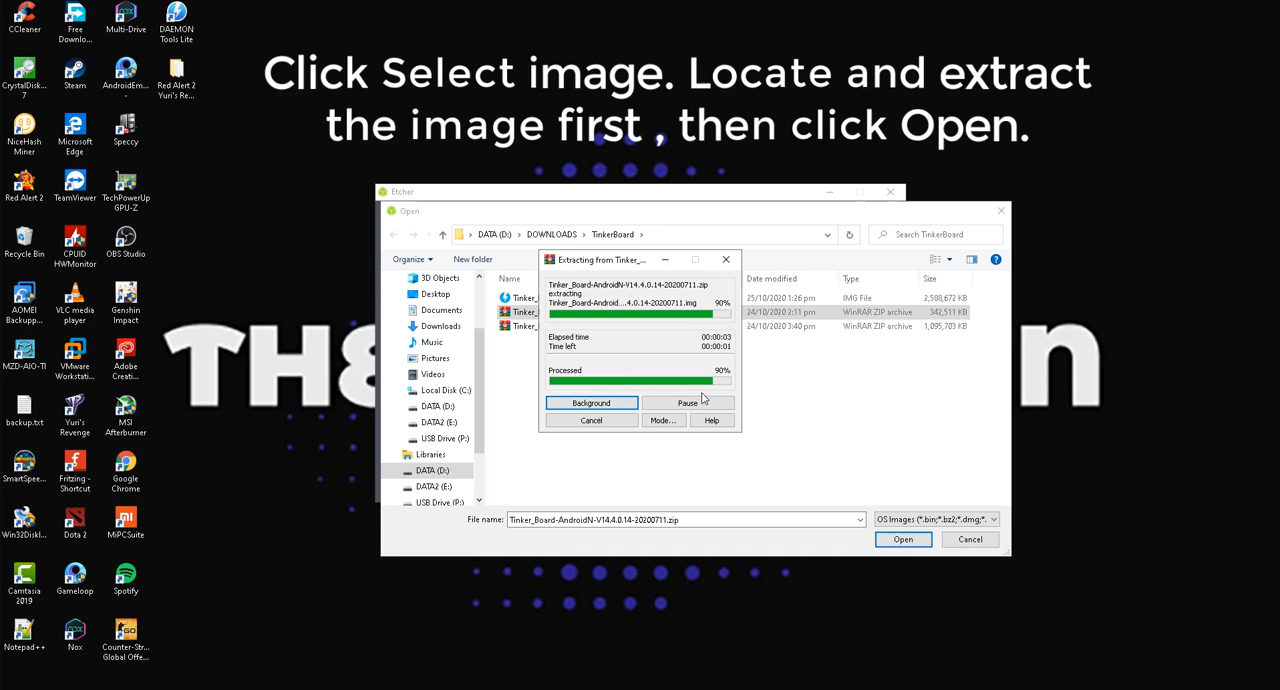 Click Select image. Locate and extract
the image first , then click Open.
CCleaner
Free
Downlo...
Multi-Drive
DAEMON
Tools Lite
CrystalDisk...
7
Steam
AndroidEm...
-
Red Alert 2
Yuri's Re...
NiceHash
Miner
Microsoft
Edge
Speccy
Red Alert 2
TeamViewer
TechPowerUp
GPU-Z
Recycle Bin
CPUID
HWMonitor
OBS Studio
AOMEI
Backupp...
VLC media
player
Genshin
Impact
MZD-AIO-TI
VMware
Workstati...
Adobe
Creati...
backup.txt
Yuri's
Revenge
MSI
Afterburner
SmartSpee...
Fritzing -
Shortcut
Google
Chrome
Win32DiskI...
Dota 2
MiPCSuite
Camtasia
2019
Gameloop
Spotify
Notepad++
Nox
Counter-Str...
Global Offe...
Etcher
Open
DATA (D:) › DOWNLOADS › TinkerBoard ›
Search TinkerBoard
Organize
New folder
3D Objects
Desktop
Documents
Downloads
Music
Pictures
Videos
Local Disk (C:)
DATA (D:)
DATA2 (E:)
USB Drive (P:)
Libraries
DATA (D:)
DATA2 (E:)
USB Drive (P:)
Name
Date modified
Type
Size
Tinker_
25/10/2020 1:26 pm
IMG File
2,588,672 KB
Tinker_
24/10/2020 2:11 pm
WinRAR ZIP archive
342,511 KB
Tinker_
24/10/2020 3:40 pm
WinRAR ZIP archive
1,095,703 KB
Extracting from Tinker_...
Tinker_Board-AndroidN-V14.4.0.14-20200711.zip
extracting
Tinker_Board-Android....4.0.14-20200711.img 90%
Elapsed time 00:00:03
Time left 00:00:01
Processed 90%
Background
Pause
Cancel
Mode...
Help
File name:
Tinker_Board-AndroidN-V14.4.0.14-20200711.zip
OS Images (*.bin;*.bz2;*.dmg;*.
Open
Cancel